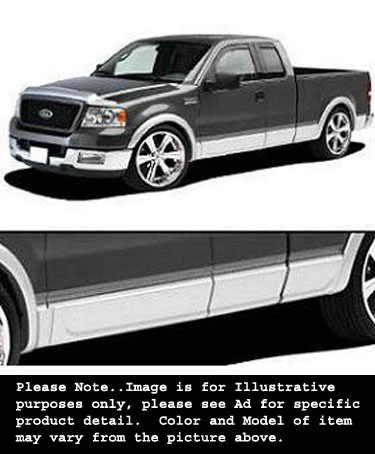 Please Note..Image is for Illustrative
purposes only, please see Ad for specific
product detail.  Color and Model of item
may vary from the picture above.